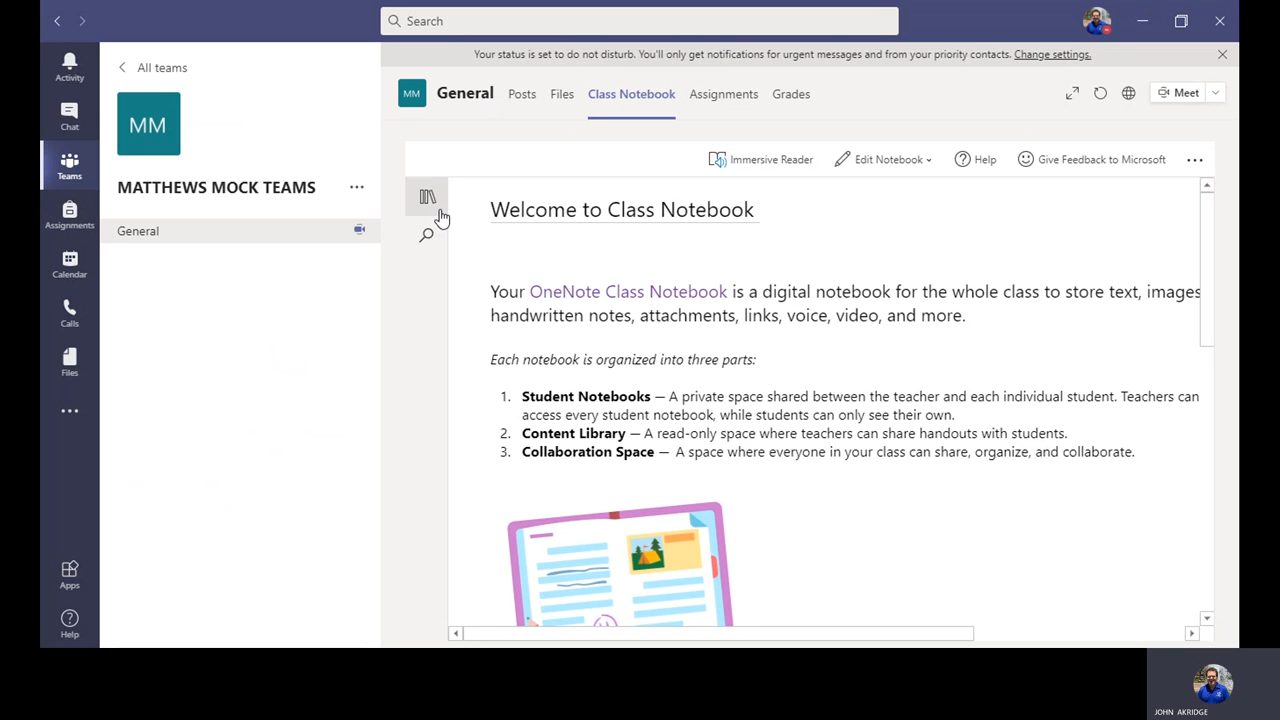 Search
Your status is set to do not disturb. You'll only get notifications for urgent messages and from your priority contacts. Change settings.
Activity
Chat
Teams
Assignments
Calendar
Calls
Files
Apps
Help
All teams
MM
MATTHEWS MOCK TEAMS
General
MM General Posts Files Class Notebook Assignments Grades
Meet
Immersive Reader Edit Notebook Help Give Feedback to Microsoft
Welcome to Class Notebook
Your OneNote Class Notebook is a digital notebook for the whole class to store text, images
handwritten notes, attachments, links, voice, video, and more.
Each notebook is organized into three parts:
1. Student Notebooks — A private space shared between the teacher and each individual student. Teachers can
access every student notebook, while students can only see their own.
2. Content Library — A read-only space where teachers can share handouts with students.
3. Collaboration Space — A space where everyone in your class can share, organize, and collaborate.
JOHN AKRIDGE